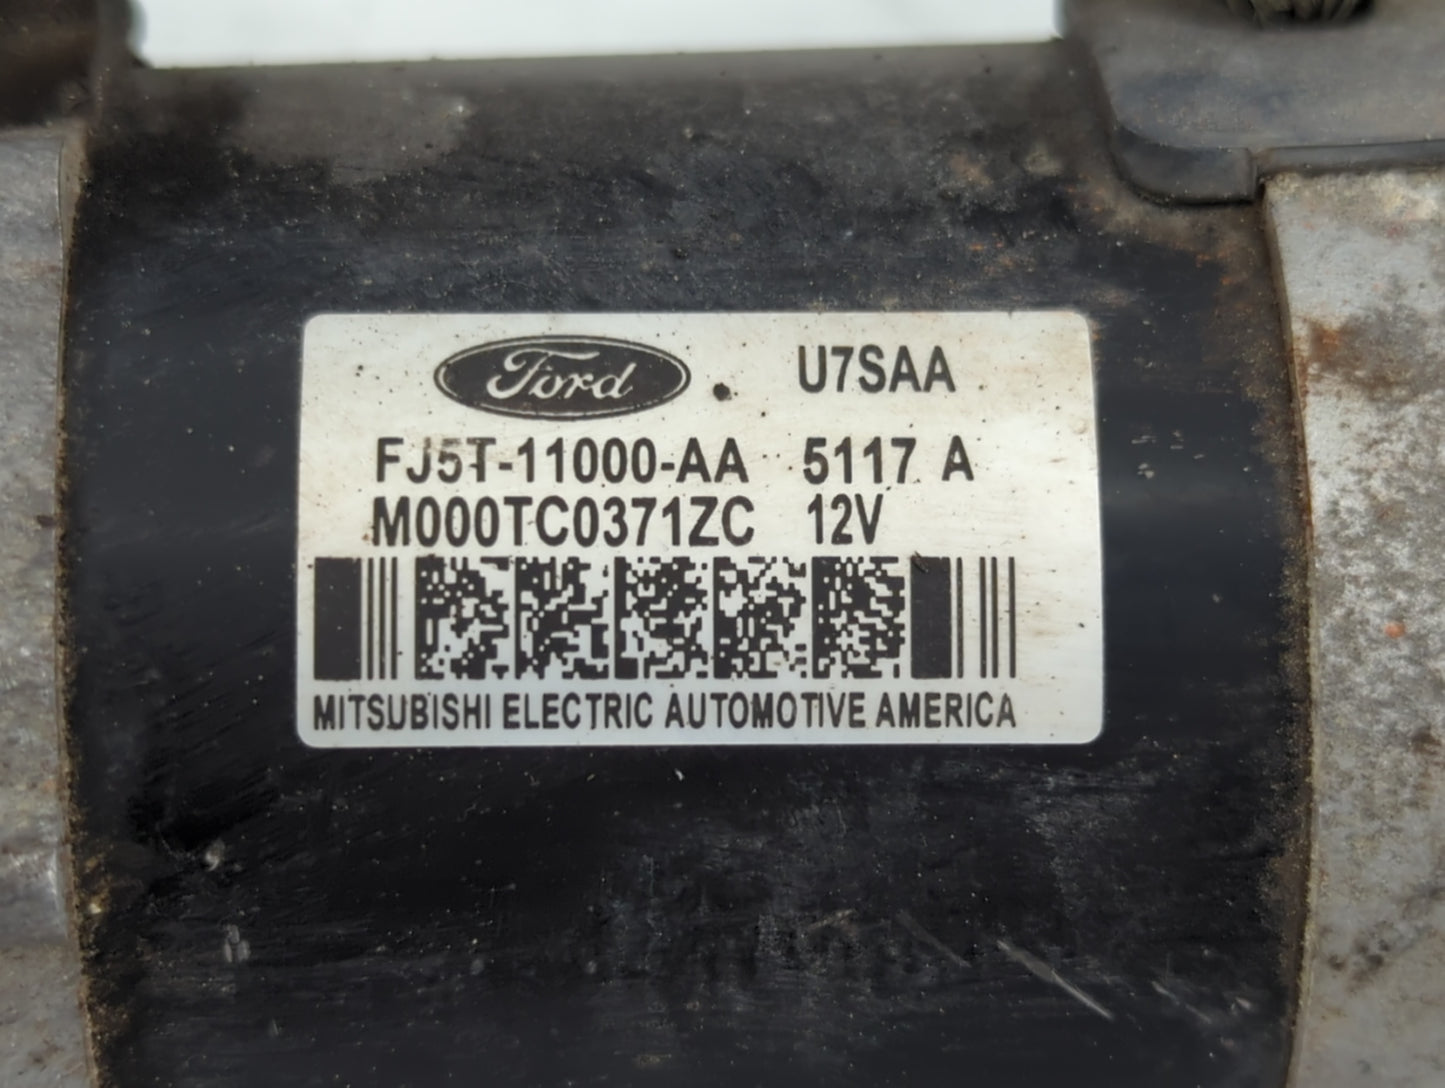 Ford U7SAA
FJ5T-11000-AA 5117 A
M000TC0371ZC 12V
MITSUBISHI ELECTRIC AUTOMOTIVE AMERICA